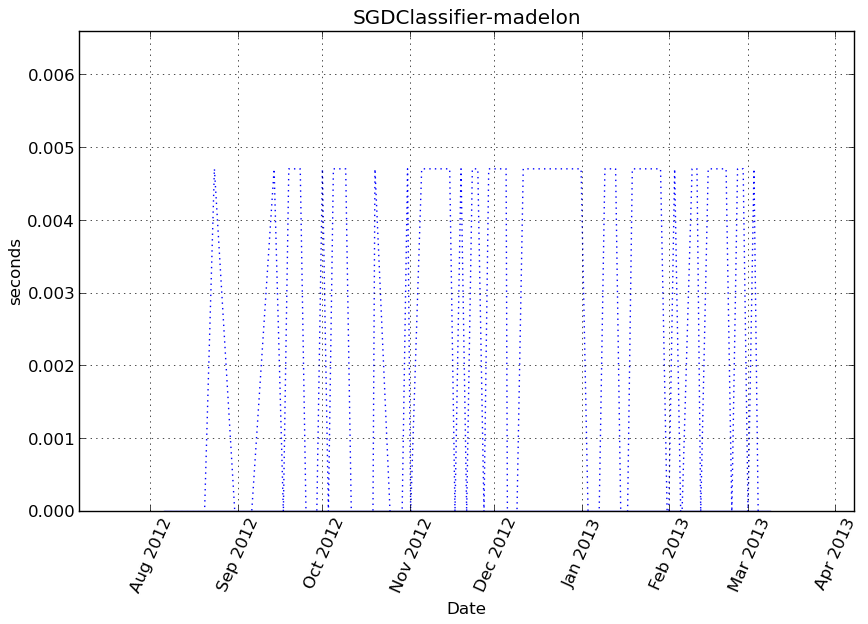 SGDClassifier-madelon
0.006
0.005
0.004
0.003
0.002
0.001
0.000
seconds
Aug 2012
Sep 2012
Oct 2012
Nov 2012
Dec 2012
Jan 2013
Feb 2013
Mar 2013
Apr 2013
Date